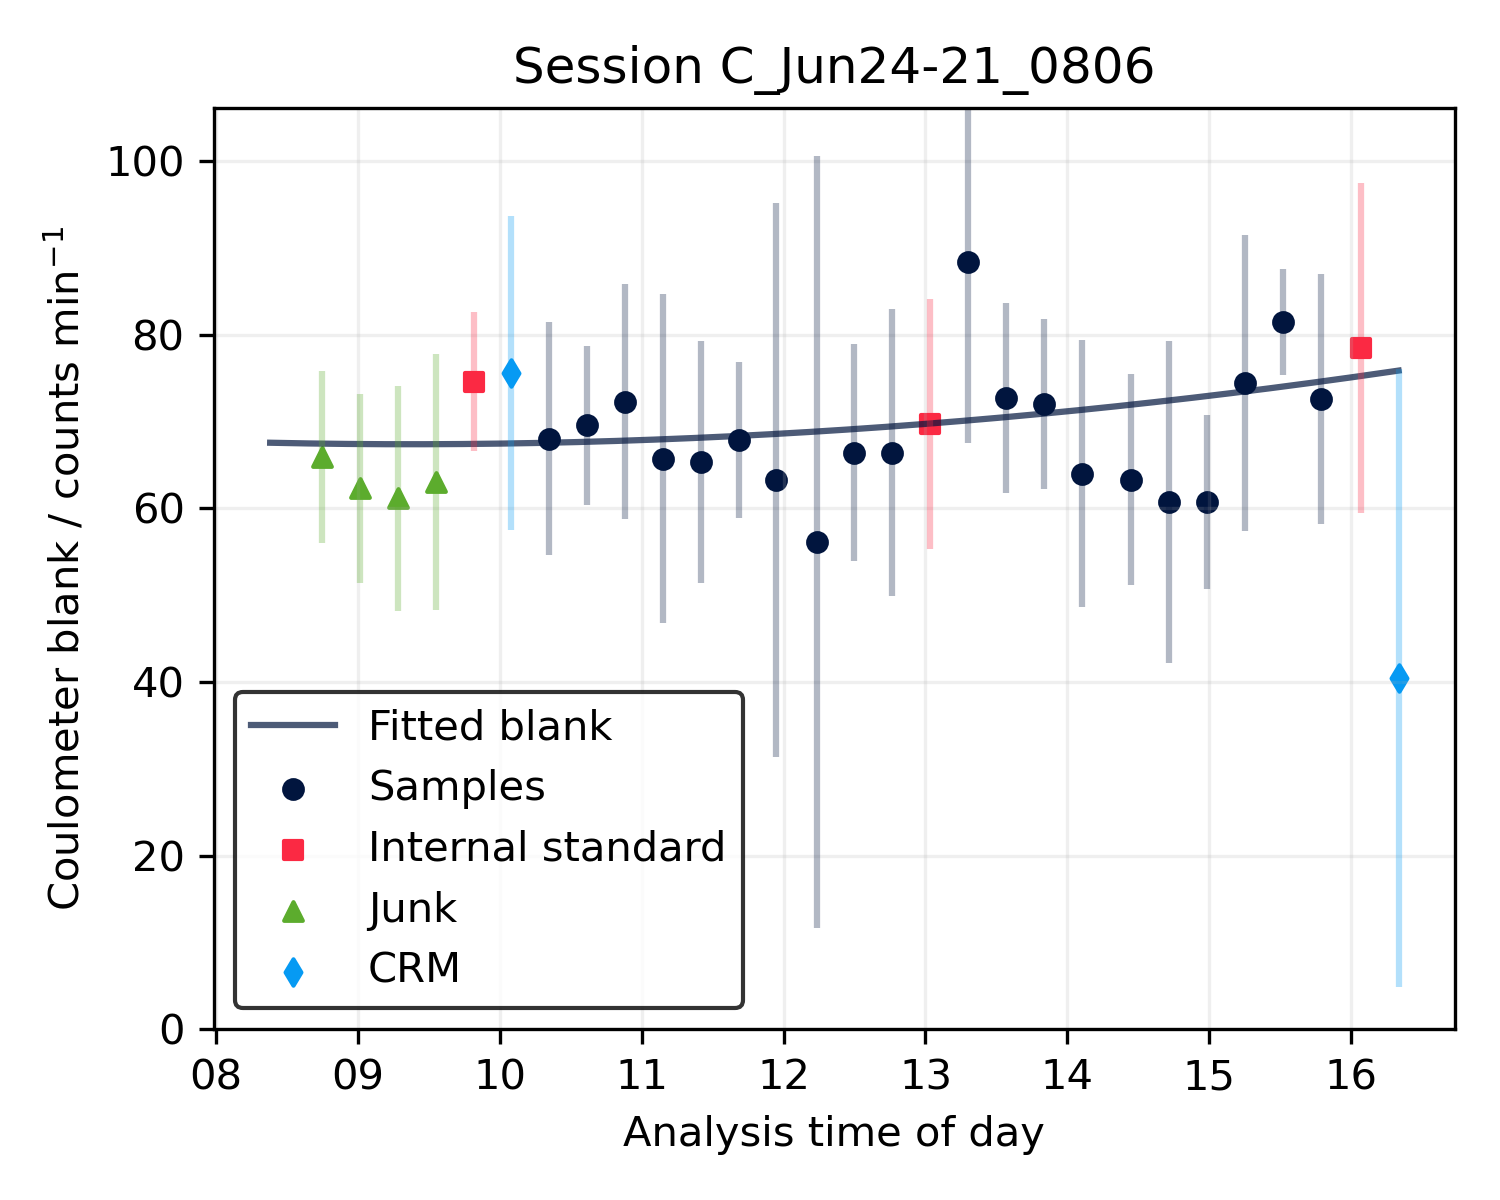 Session C_Jun24-21_0806
Coulometer blank / counts min⁻¹
100
80
60
40
20
0
Fitted blank
Samples
Internal standard
Junk
CRM
08 09 10 11 12 13 14 15 16
Analysis time of day